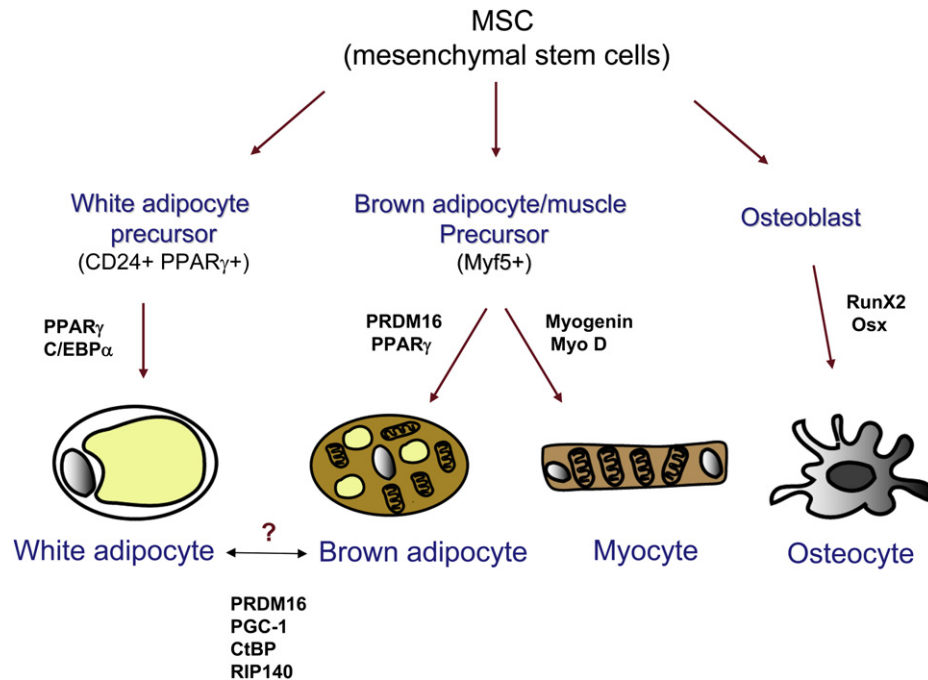 MSC
(mesenchymal stem cells)
White adipocyte
precursor
(CD24+ PPARγ+)
Brown adipocyte/muscle
Precursor
(Myf5+)
Osteoblast
PPARγ
C/EBPα
PRDM16
PPARγ
Myogenin
Myo D
RunX2
Osx
White adipocyte
?
Brown adipocyte
Myocyte
Osteocyte
PRDM16
PGC-1
CtBP
RIP140